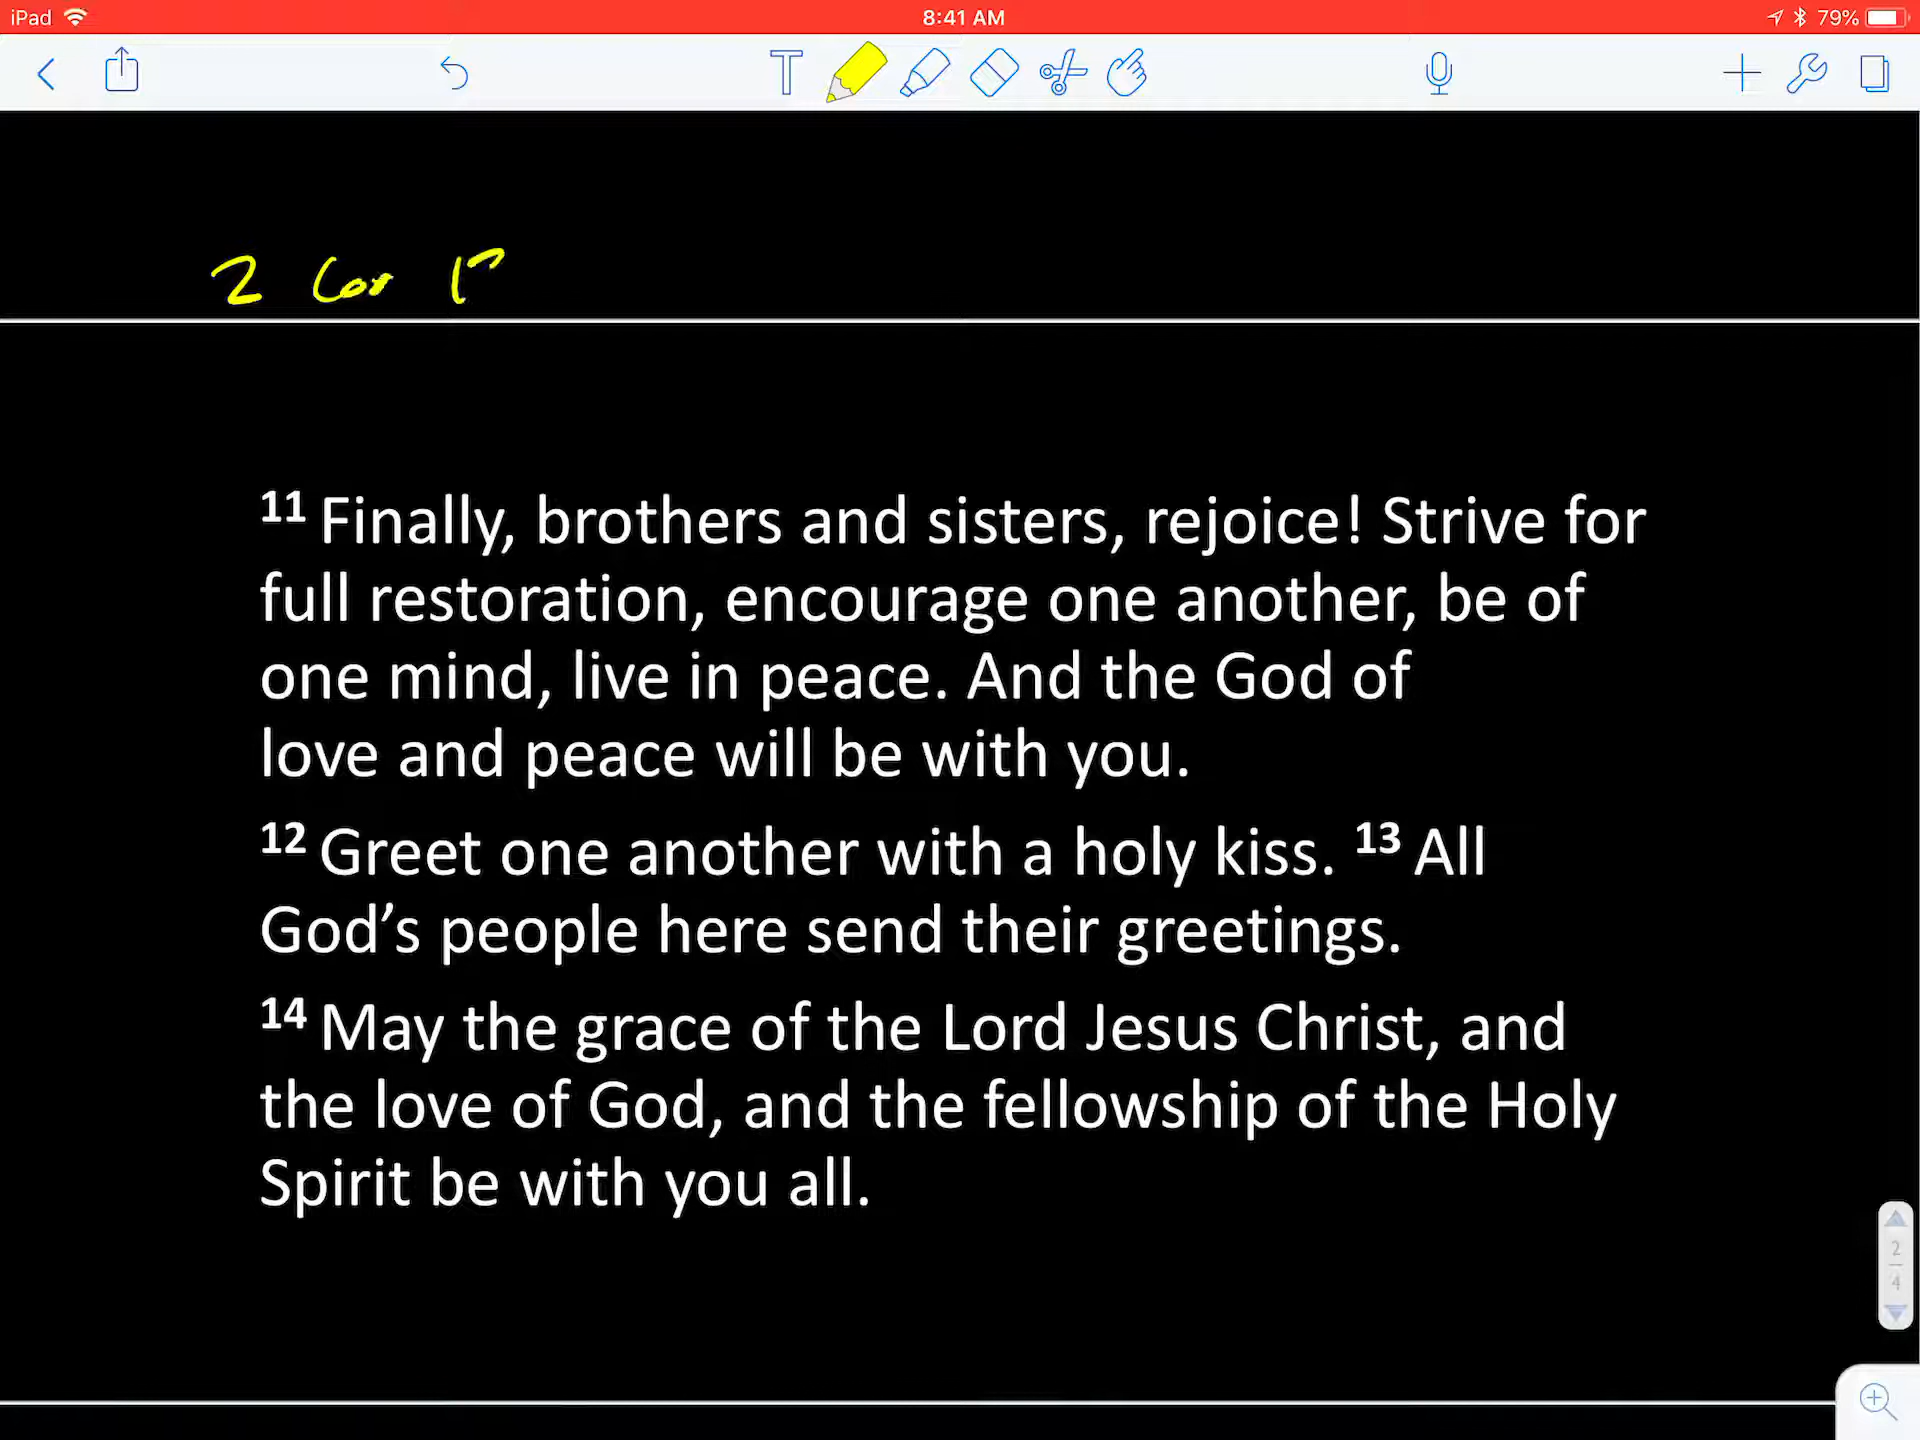 iPad 8:41 AM 79%
T
2 Cor 1
11 Finally, brothers and sisters, rejoice! Strive for
full restoration, encourage one another, be of
one mind, live in peace. And the God of
love and peace will be with you.
12 Greet one another with a holy kiss. 13 All
God’s people here send their greetings.
14 May the grace of the Lord Jesus Christ, and
the love of God, and the fellowship of the Holy
Spirit be with you all.
2
4